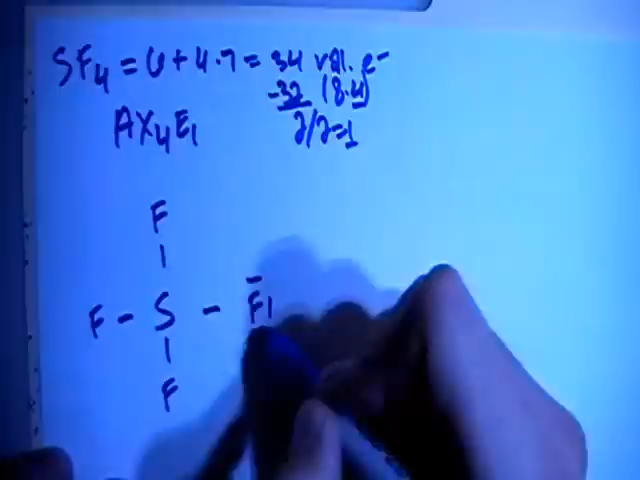 SF4 = 6 + 4·7 = 34 val. e-
-32 (8·4)
AX4E1
2/2=1
F
|
F - S - F|
|
F